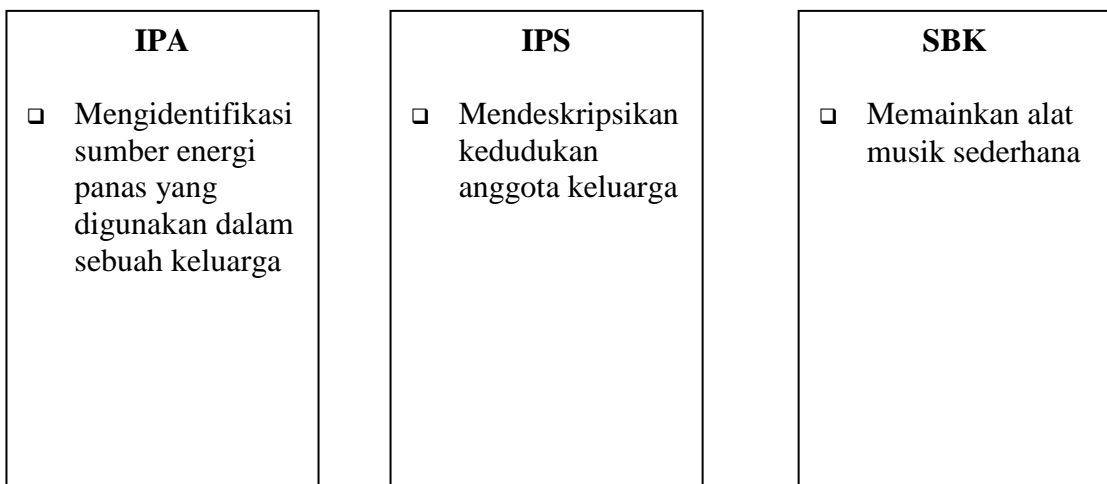 IPA
❑ Mengidentifikasi
sumber energi
panas yang
digunakan dalam
sebuah keluarga
IPS
❑ Mendeskripsikan
kedudukan
anggota keluarga
SBK
❑ Memainkan alat
musik sederhana